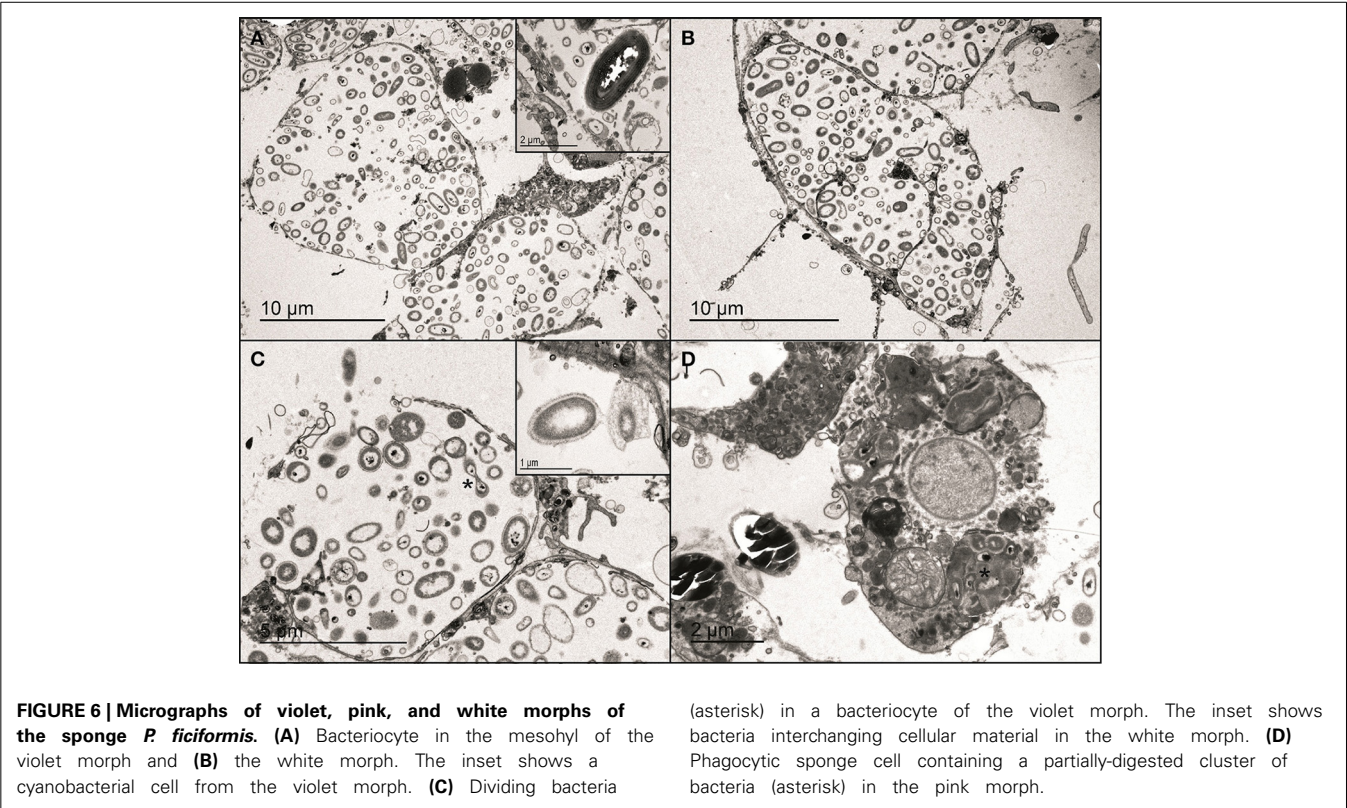 A
2 µm
10 µm
B
10 µm
C
1 µm
*
5 µm
D
*
2 µm
FIGURE 6 | Micrographs of violet, pink, and white morphs of
the sponge P. ficiformis. (A) Bacteriocyte in the mesohyl of the
violet morph and (B) the white morph. The inset shows a
cyanobacterial cell from the violet morph. (C) Dividing bacteria
(asterisk) in a bacteriocyte of the violet morph. The inset shows
bacteria interchanging cellular material in the white morph. (D)
Phagocytic sponge cell containing a partially-digested cluster of
bacteria (asterisk) in the pink morph.